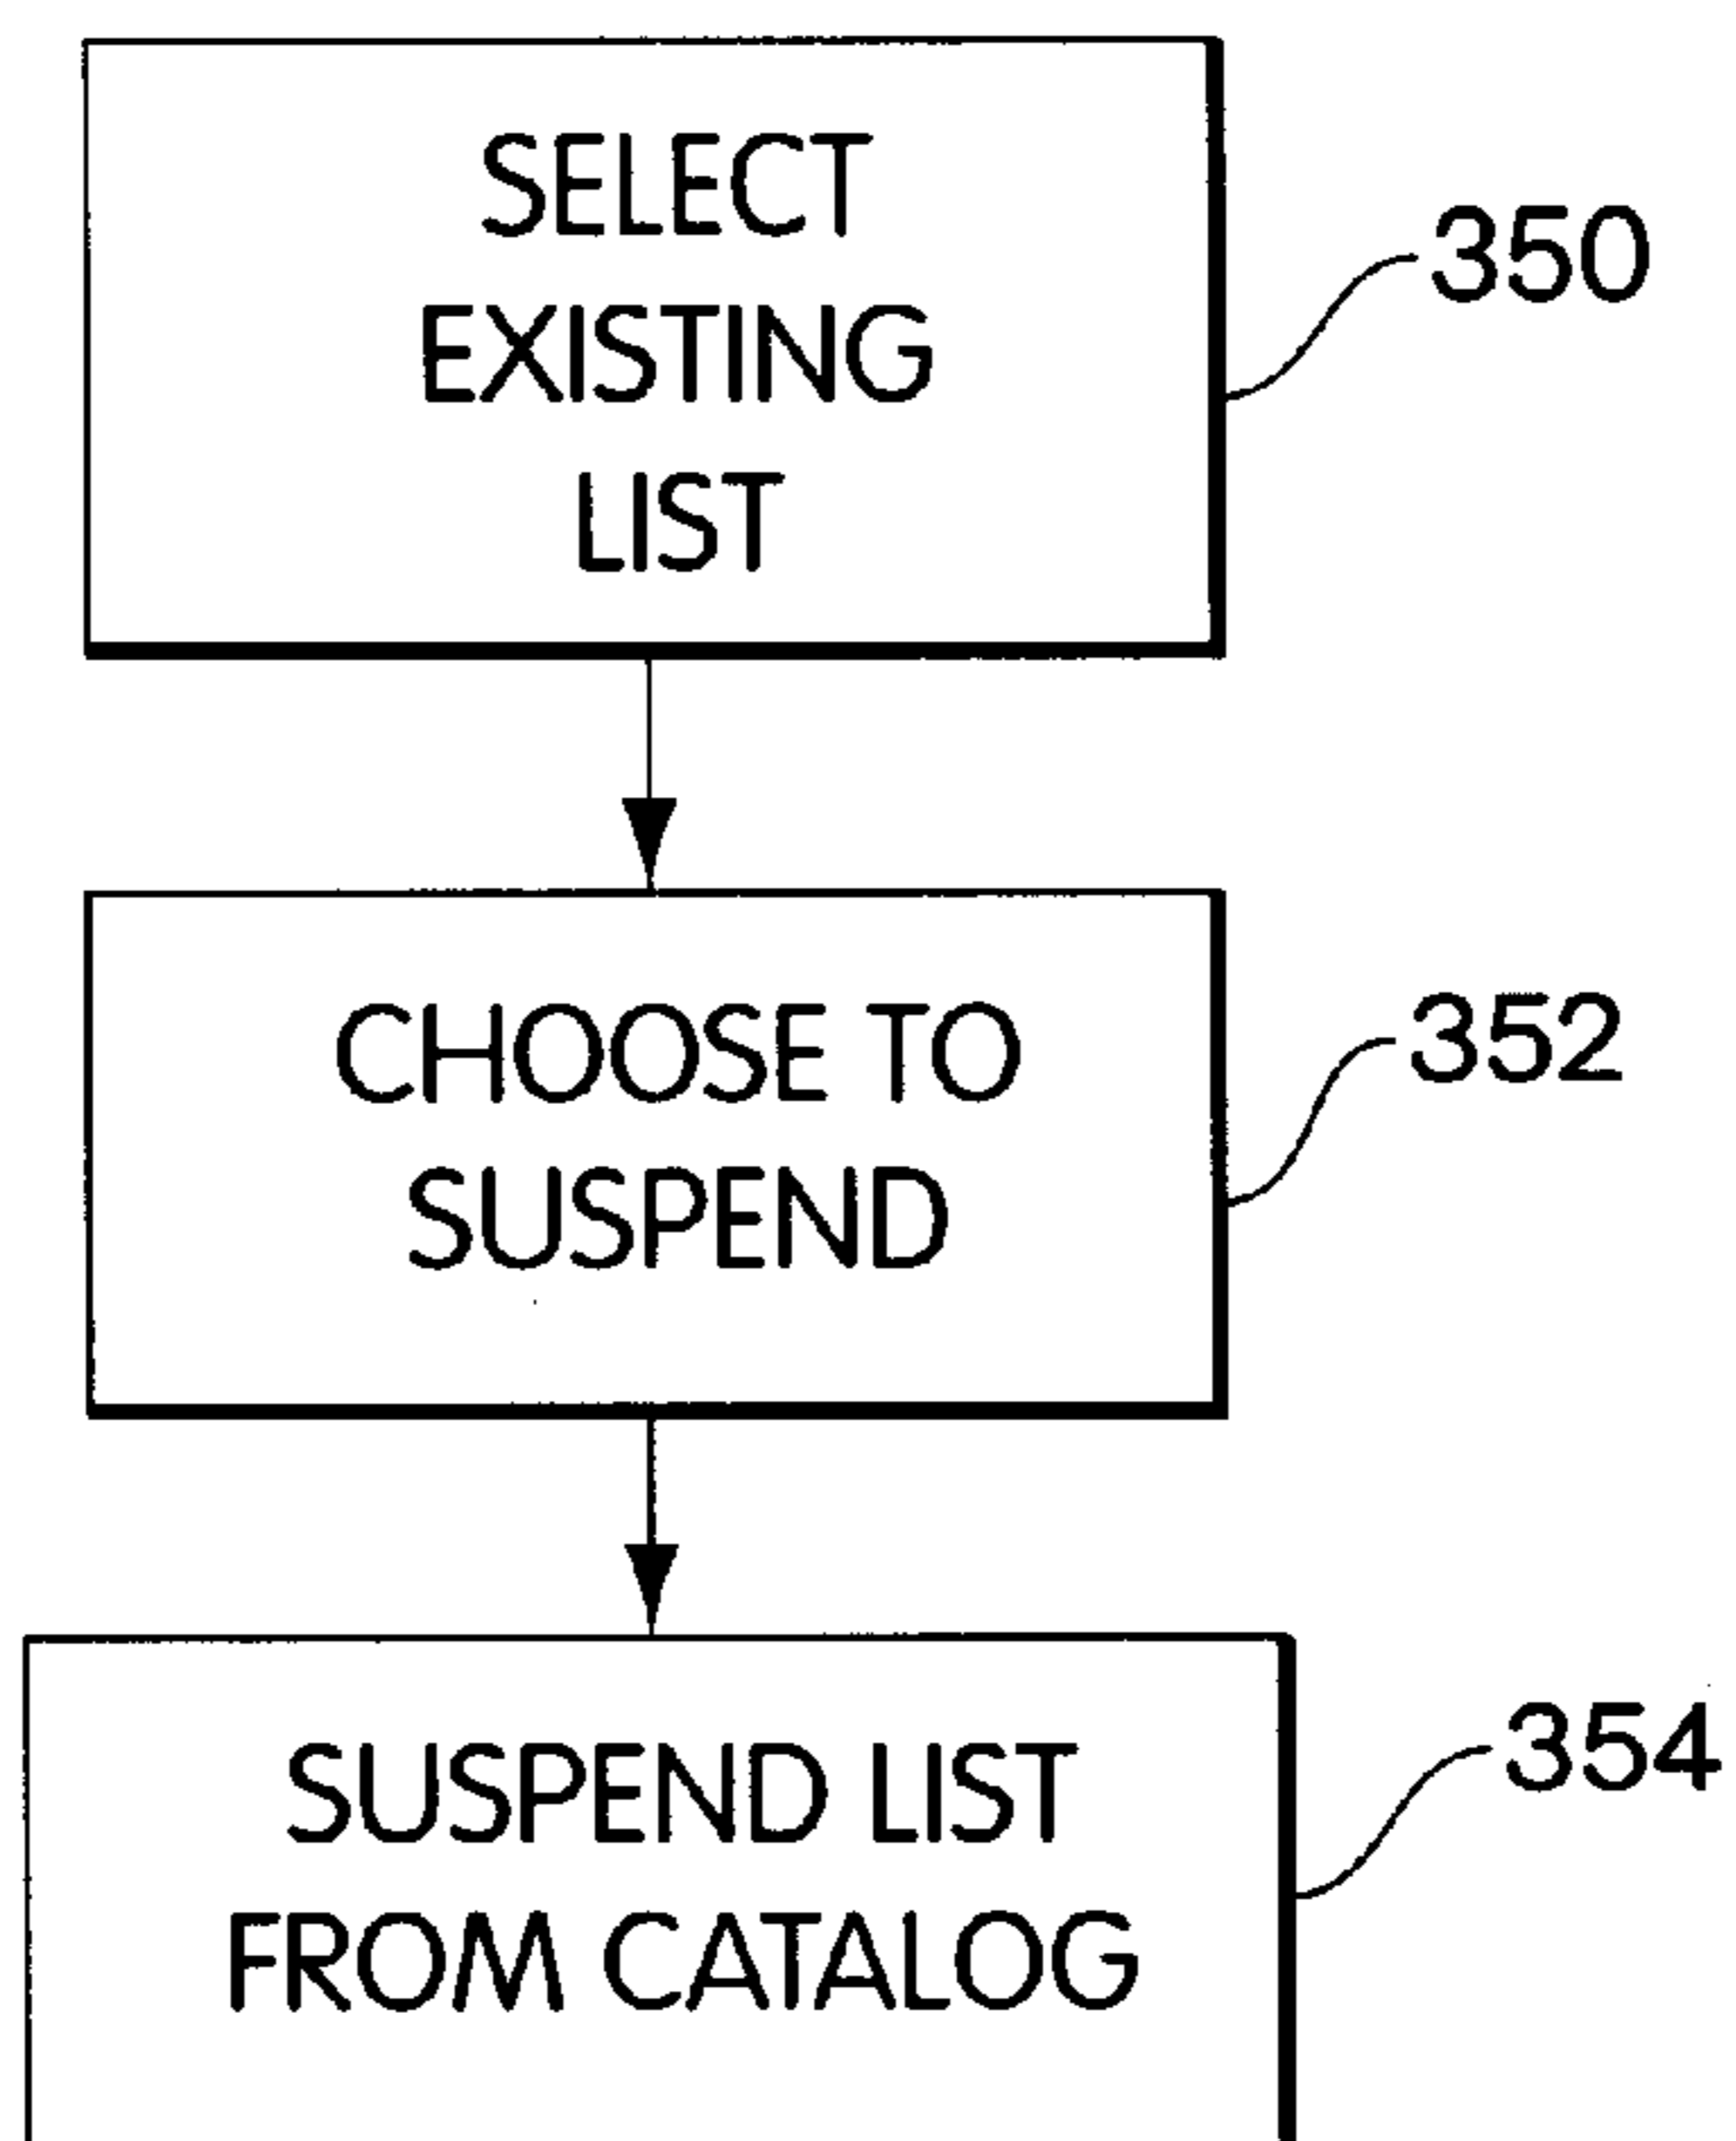 SELECT
EXISTING
LIST
350
CHOOSE TO
SUSPEND
352
SUSPEND LIST
FROM CATALOG
354